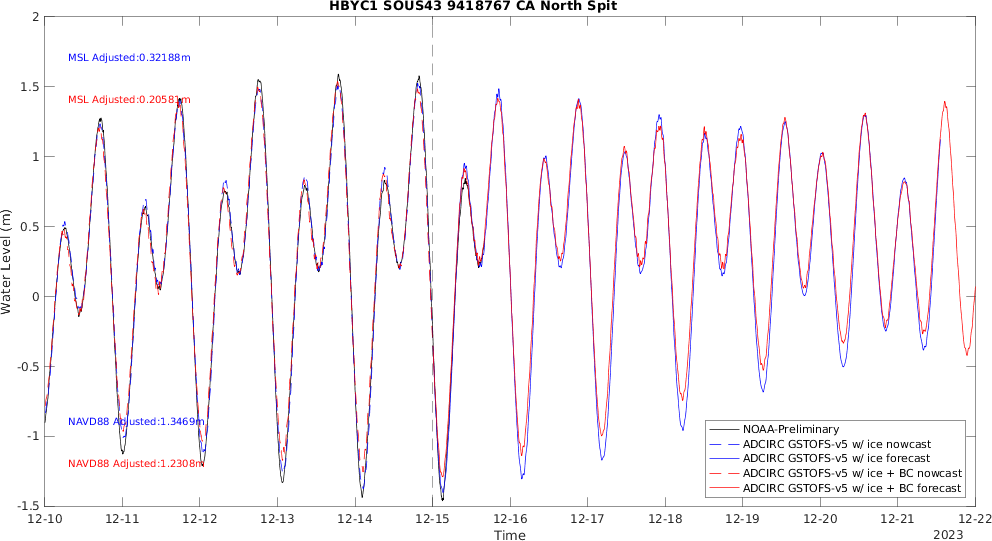 HBYC1 SOUS43 9418767 CA North Spit
2
1.5
1
0.5
0
-0.5
-1
-1.5
Water Level (m)
MSL Adjusted:0.32188m
MSL Adjusted:0.20581m
NAVD88 Adjusted:1.3469m
NAVD88 Adjusted:1.2308m
NOAA-Preliminary
ADCIRC GSTOFS-v5 w/ ice nowcast
ADCIRC GSTOFS-v5 w/ ice forecast
ADCIRC GSTOFS-v5 w/ ice + BC nowcast
ADCIRC GSTOFS-v5 w/ ice + BC forecast
12-10 12-11 12-12 12-13 12-14 12-15 12-16 12-17 12-18 12-19 12-20 12-21 12-22
Time
2023